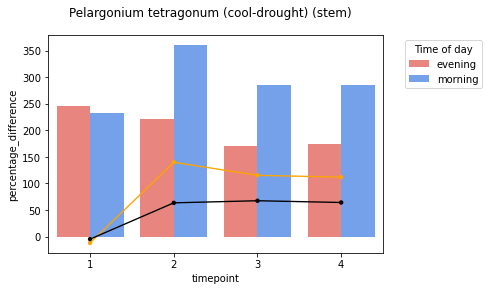 Pelargonium tetragonum (cool-drought) (stem)
Time of day
evening
morning
percentage_difference
350
300
250
200
150
100
50
0
1 2 3 4
timepoint